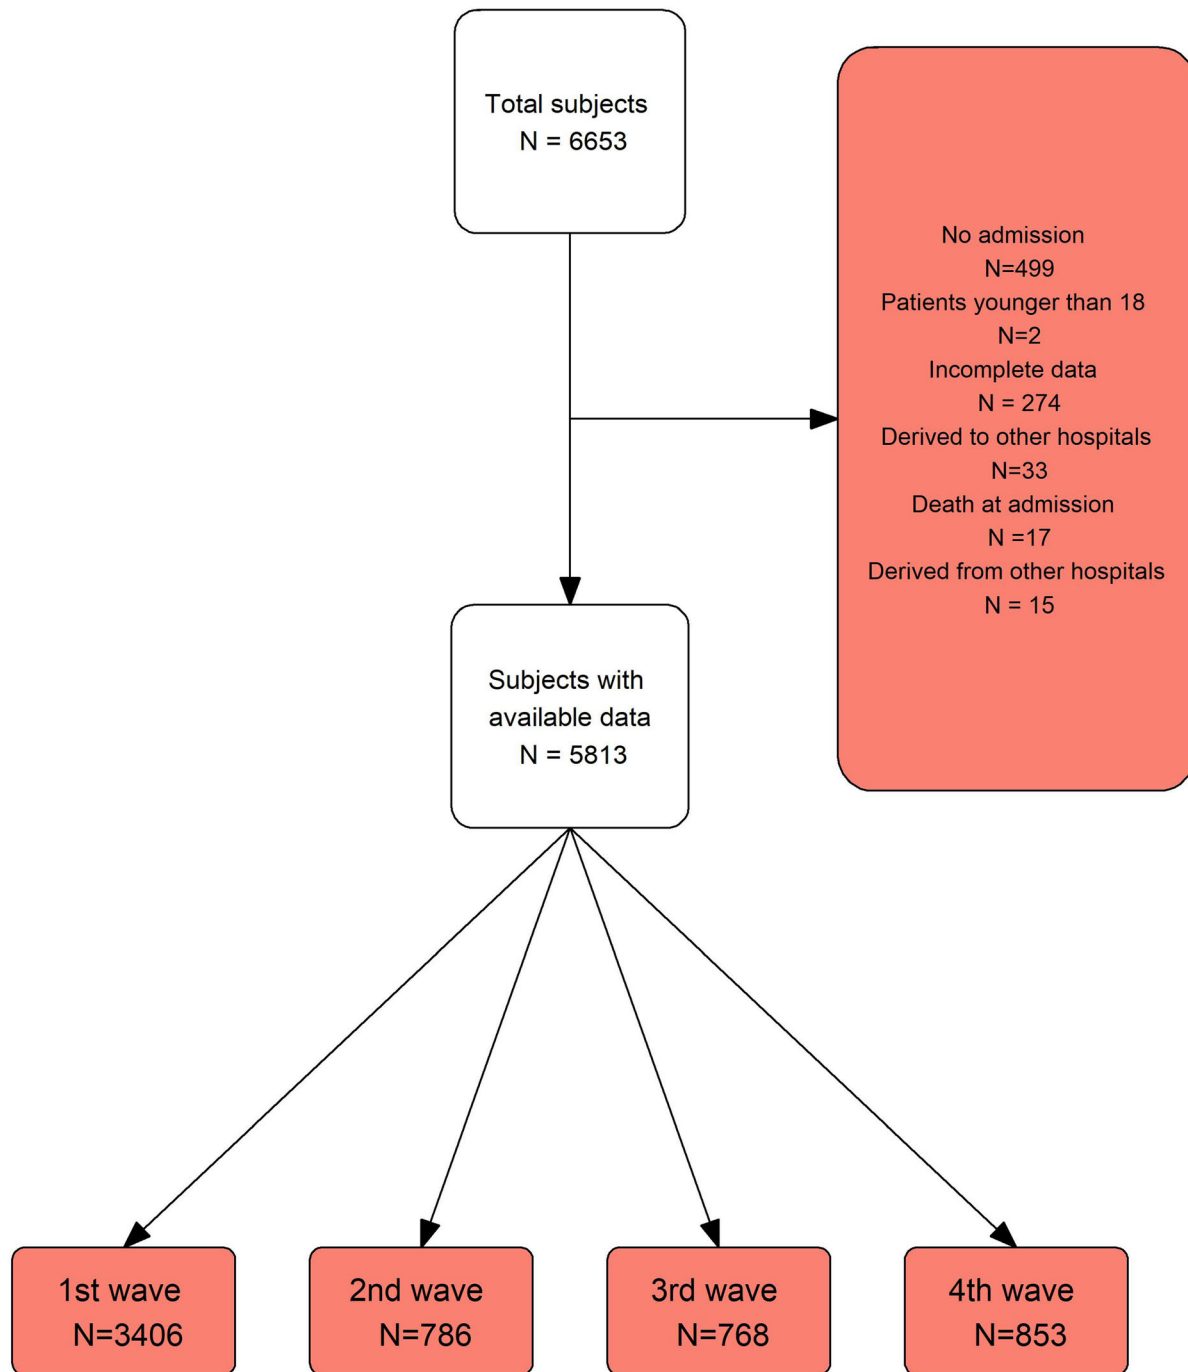 Total subjects
N = 6653
No admission
N=499
Patients younger than 18
N=2
Incomplete data
N = 274
Derived to other hospitals
N=33
Death at admission
N =17
Derived from other hospitals
N = 15
Subjects with
available data
N = 5813
1st wave
N=3406
2nd wave
N=786
3rd wave
N=768
4th wave
N=853